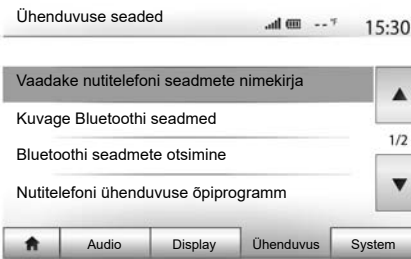 Ühenduvuse seaded
-- °F 15:30
Vaadake nutitelefoni seadmete nimekirja
Kuvage Bluetoothi seadmed
1/2
Bluetoothi seadmete otsimine
Nutitelefoni ühenduvuse õpiprogramm
Audio Display Ühenduvus System